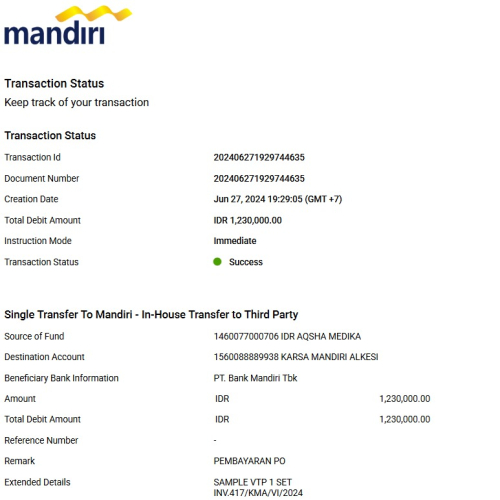 mandırı
Transaction Status
Keep track of your transaction
Transaction Status
Transaction Id 202406271929744635
Document Number 202406271929744635
Creation Date Jun 27, 2024 19:29:05 (GMT +7)
Total Debit Amount IDR 1,230,000.00
Instruction Mode Immediate
Transaction Status Success
Single Transfer To Mandiri - In-House Transfer to Third Party
Source of Fund 1460077000706 IDR AQSHA MEDIKA
Destination Account 1560088889938 KARSA MANDIRI ALKESI
Beneficiary Bank Information PT. Bank Mandiri Tbk
Amount IDR 1,230,000.00
Total Debit Amount IDR 1,230,000.00
Reference Number -
Remark PEMBAYARAN PO
Extended Details SAMPLE VTP 1 SET
INV.417/KMA/VI/2024